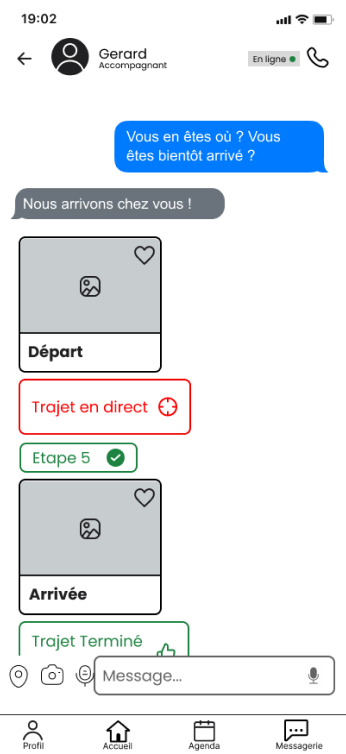 19:02
Gerard
Accompagnant
En ligne
Vous en êtes où ? Vous
êtes bientôt arrivé ?
Nous arrivons chez vous !
Départ
Trajet en direct
Etape 5
Arrivée
Trajet Terminé
Message...
Profil
Accueil
Agenda
Messagerie